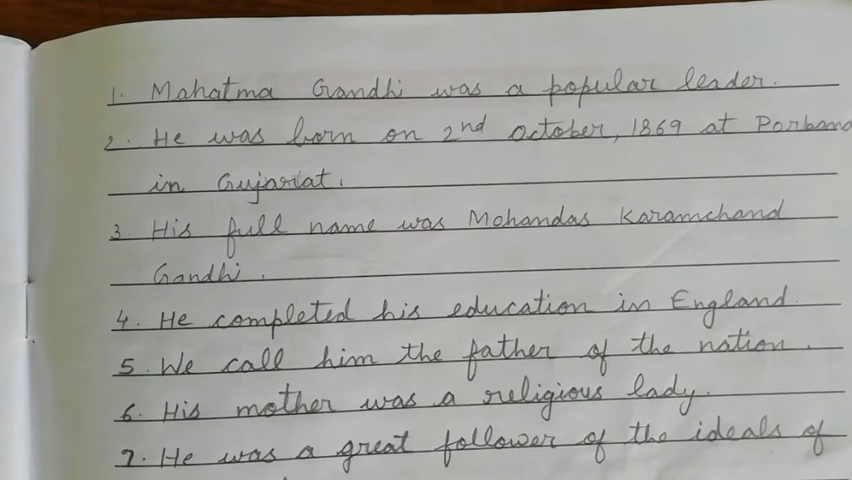 1. Mahatma Gandhi was a popular leader.
2. He was born on 2nd October, 1869 at Porband
in Gujarat.
3. His full name was Mohandas Karamchand
Gandhi.
4. He completed his education in England.
5. We call him the father of the nation.
6. His mother was a religious lady.
7. He was a great follower of the ideals of